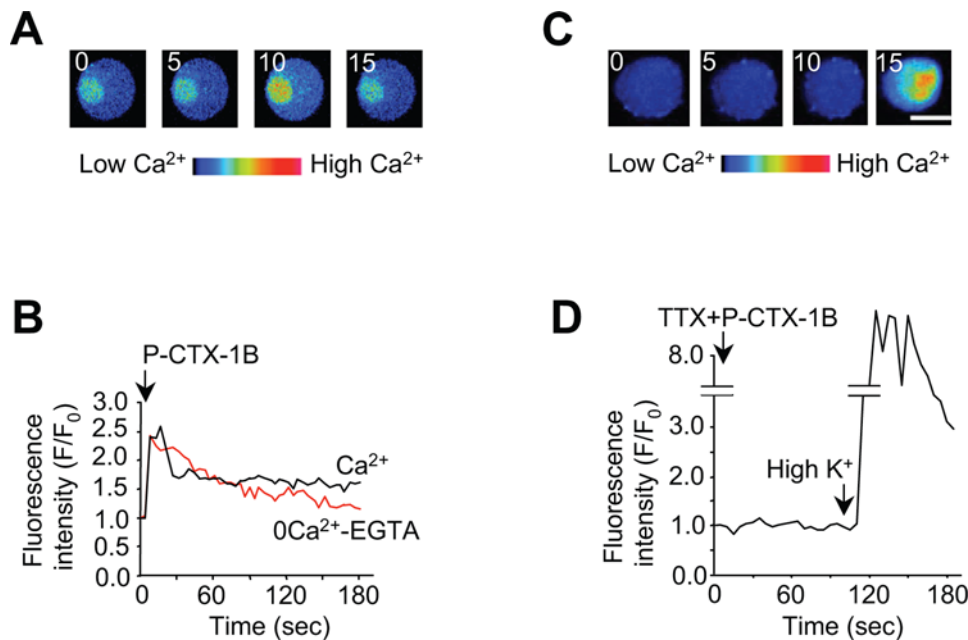 A
0 5 10 15
Low Ca²⁺ High Ca²⁺
C
0 5 10 15
Low Ca²⁺ High Ca²⁺
B
P-CTX-1B
Fluorescence
intensity (F/F₀)
3.0
2.5
2.0
1.5
1.0
0.0
Ca²⁺
0Ca²⁺-EGTA
0 60 120 180
Time (sec)
D
TTX+P-CTX-1B
Fluorescence
intensity (F/F₀)
8.0
3.0
2.0
1.0
0.0
High K⁺
0 60 120 180
Time (sec)